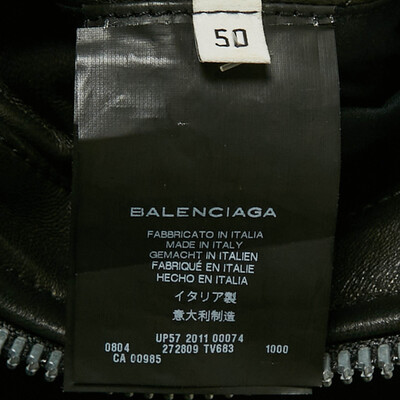 50
BALENCIAGA
FABBRICATO IN ITALIA
MADE IN ITALY
GEMACHT IN ITALIEN
FABRIQUÉ EN ITALIE
HECHO EN ITALIA
イタリア製
意大利制造
UP57 2011 00074
0804 272809 TV683 1000
CA 00985